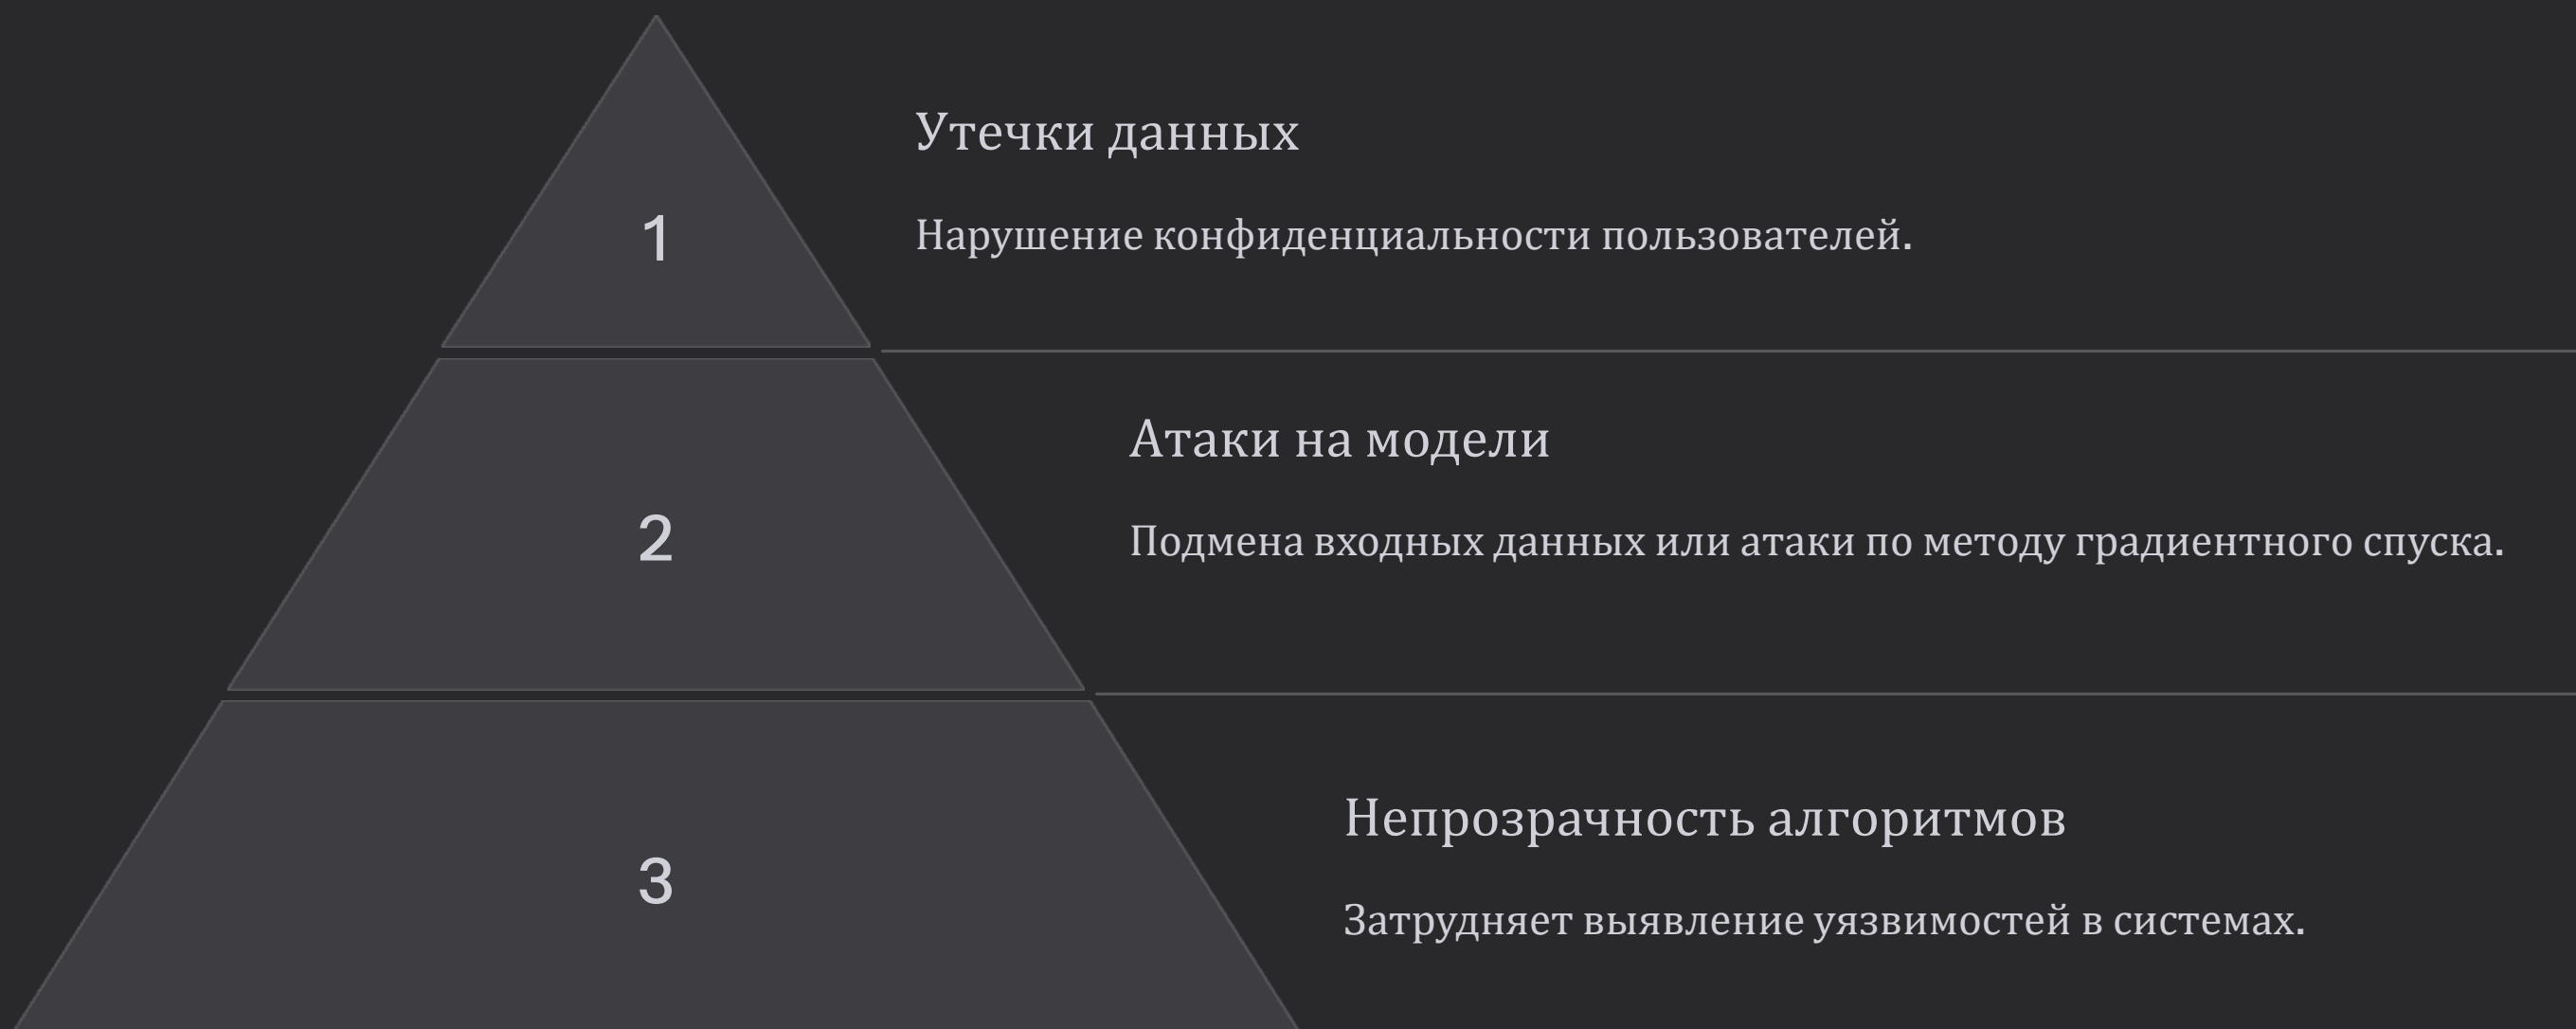 1
Утечки данных
Нарушение конфиденциальности пользователей.
2
Атаки на модели
Подмена входных данных или атаки по методу градиентного спуска.
3
Непрозрачность алгоритмов
Затрудняет выявление уязвимостей в системах.